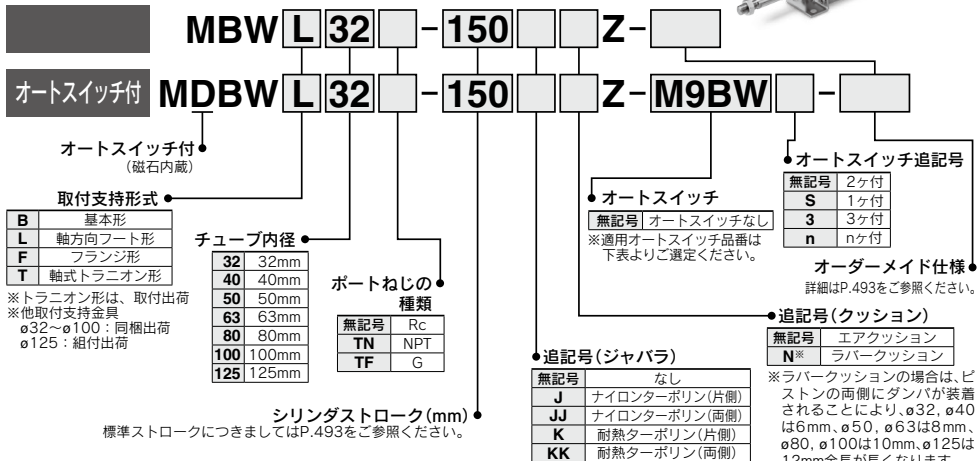 MBW L 32 - 150 Z-
オートスイッチ付 MDBW L 32 - 150 Z- M9BW -
オートスイッチ付
(磁石内蔵)
取付支持形式
B 基本形
L 軸方向フート形
F フランジ形
T 軸式トラニオン形
※トラニオン形は、取付出荷
※他取付支持金具
ø32～ø100：同梱出荷
ø125：組付出荷
チューブ内径
32 32mm
40 40mm
50 50mm
63 63mm
80 80mm
100 100mm
125 125mm
ポートねじの
種類
無記号 Rc
TN NPT
TF G
シリンダストローク(mm)
標準ストロークにつきましてはP.493をご参照ください。
オートスイッチ
無記号 オートスイッチなし
※適用オートスイッチ品番は
下表よりご選定ください。
追記号(ジャバラ)
無記号 なし
J ナイロンターポリン(片側)
JJ ナイロンターポリン(両側)
K 耐熱ターポリン(片側)
KK 耐熱ターポリン(両側)
オートスイッチ追記号
無記号 2ヶ付
S 1ヶ付
3 3ヶ付
n nヶ付
オーダーメイド仕様
詳細はP.493をご参照ください。
追記号(クッション)
無記号 エアクッション
N※ ラバークッション
※ラバークッションの場合は、ピ
ストンの両側にダンパが装着
されることにより、ø32, ø40
は6mm、ø50, ø63は8mm、
ø80, ø100は10mm、ø125は
12mm全長が長くなります。